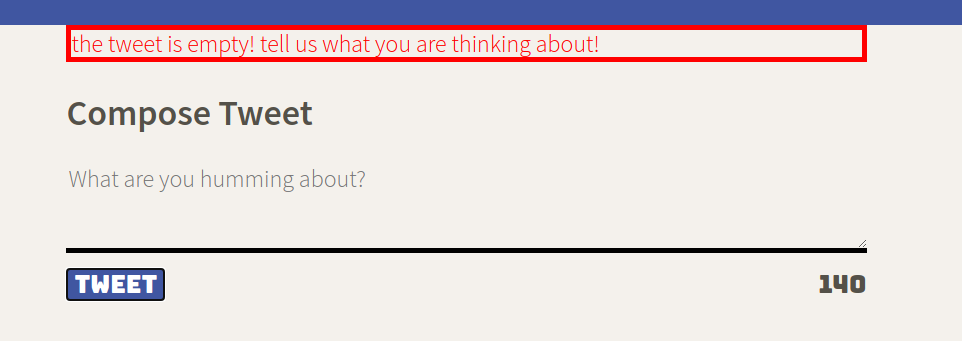 the tweet is empty! tell us what you are thinking about!
Compose Tweet
What are you humming about?
TWEET 140